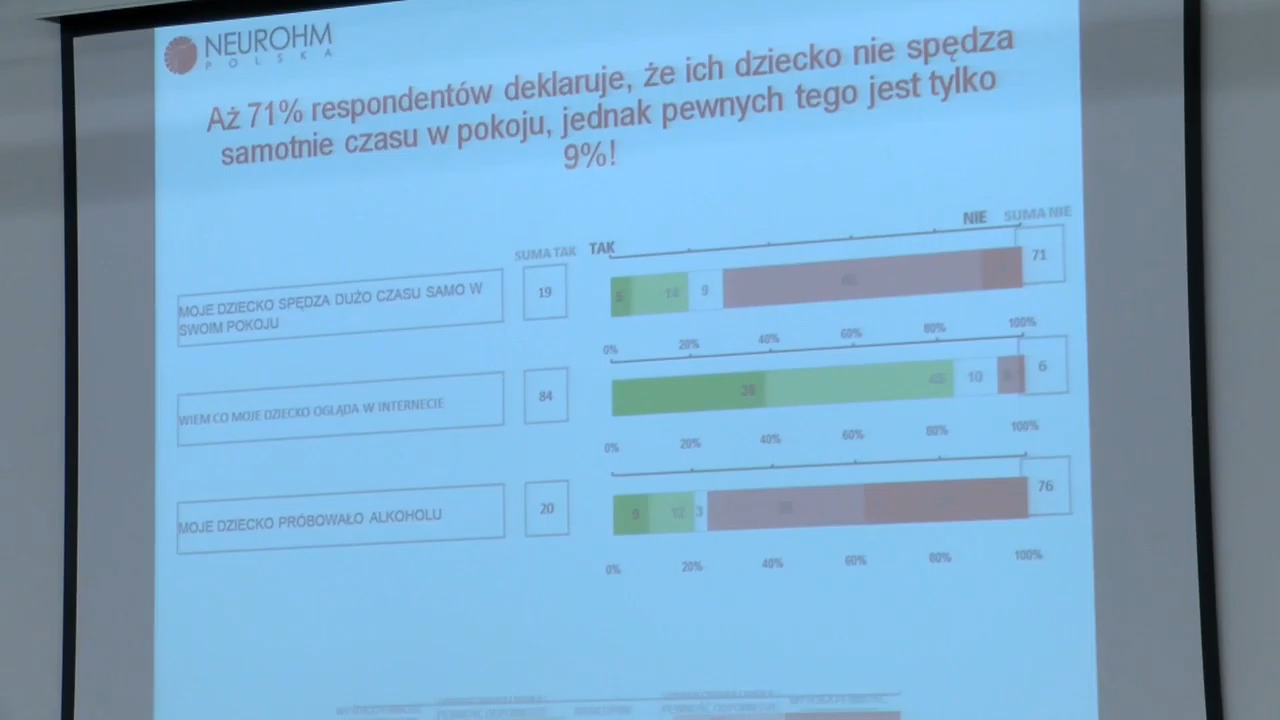 NEUROHM
POLSKA
Aż 71% respondentów deklaruje, że ich dziecko nie spędza
samotnie czasu w pokoju, jednak pewnych tego jest tylko
9%!
SUMA TAK TAK NIE SUMA NIE
MOJE DZIECKO SPĘDZA DUŻO CZASU SAMO W
SWOIM POKOJU
19 5 14 9 71
0% 20% 40% 60% 80% 100%
WIEM CO MOJE DZIECKO OGLĄDA W INTERNECIE
84 10 6
0% 20% 40% 60% 80% 100%
MOJE DZIECKO PRÓBOWAŁO ALKOHOLU
20 9 12 3 76
0% 20% 40% 60% 80% 100%